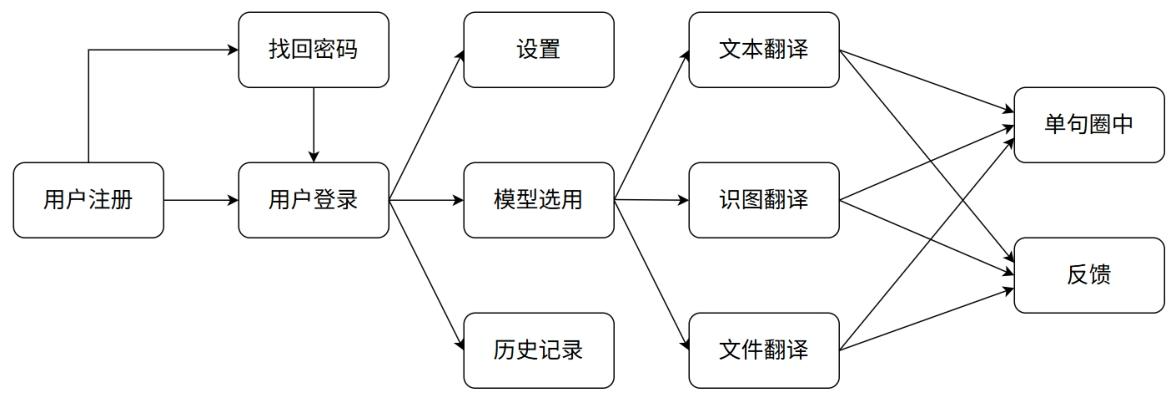 找回密码
设置
文本翻译
单句圈中
用户注册
用户登录
模型选用
识图翻译
反馈
历史记录
文件翻译